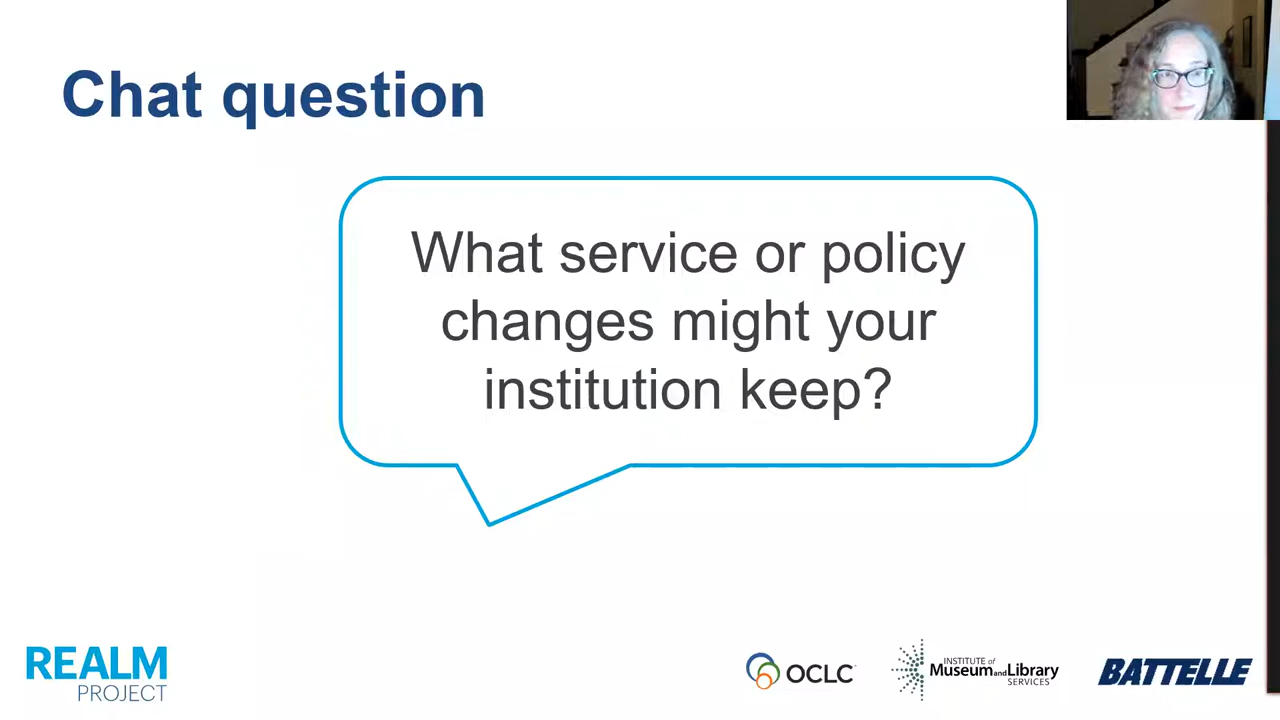 Chat question
What service or policy
changes might your
institution keep?
REALM
PROJECT
OCLC
INSTITUTE of
Museum and Library
SERVICES
BATTELLE